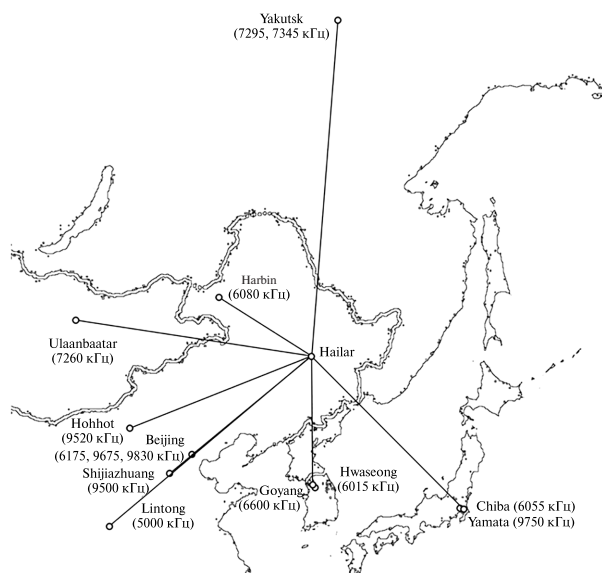 Yakutsk
(7295, 7345 кГц)
Harbin
(6080 кГц)
Ulaanbaatar
(7260 кГц)
Hailar
Hohhot
(9520 кГц)
Beijing
(6175, 9675, 9830 кГц)
Shijiazhuang
(9500 кГц)
Lintong
(5000 кГц)
Goyang
(6600 кГц)
Hwaseong
(6015 кГц)
Chiba (6055 кГц)
Yamata (9750 кГц)